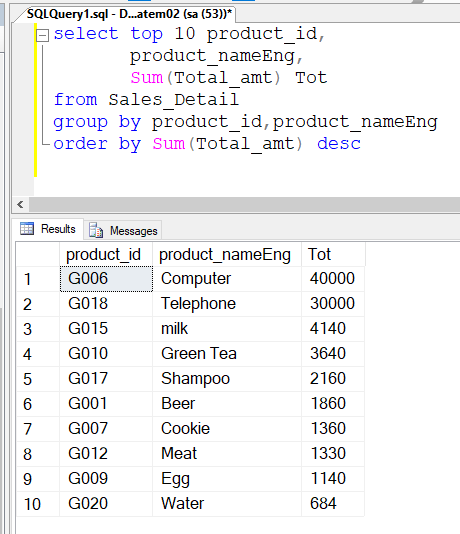 SQLQuery1.sql - D...atem02 (sa (53))*
select top 10 product_id,
product_nameEng,
Sum(Total_amt) Tot
from Sales_Detail
group by product_id,product_nameEng
order by Sum(Total_amt) desc
Results Messages
product_id product_nameEng Tot
1 G006 Computer 40000
2 G018 Telephone 30000
3 G015 milk 4140
4 G010 Green Tea 3640
5 G017 Shampoo 2160
6 G001 Beer 1860
7 G007 Cookie 1360
8 G012 Meat 1330
9 G009 Egg 1140
10 G020 Water 684